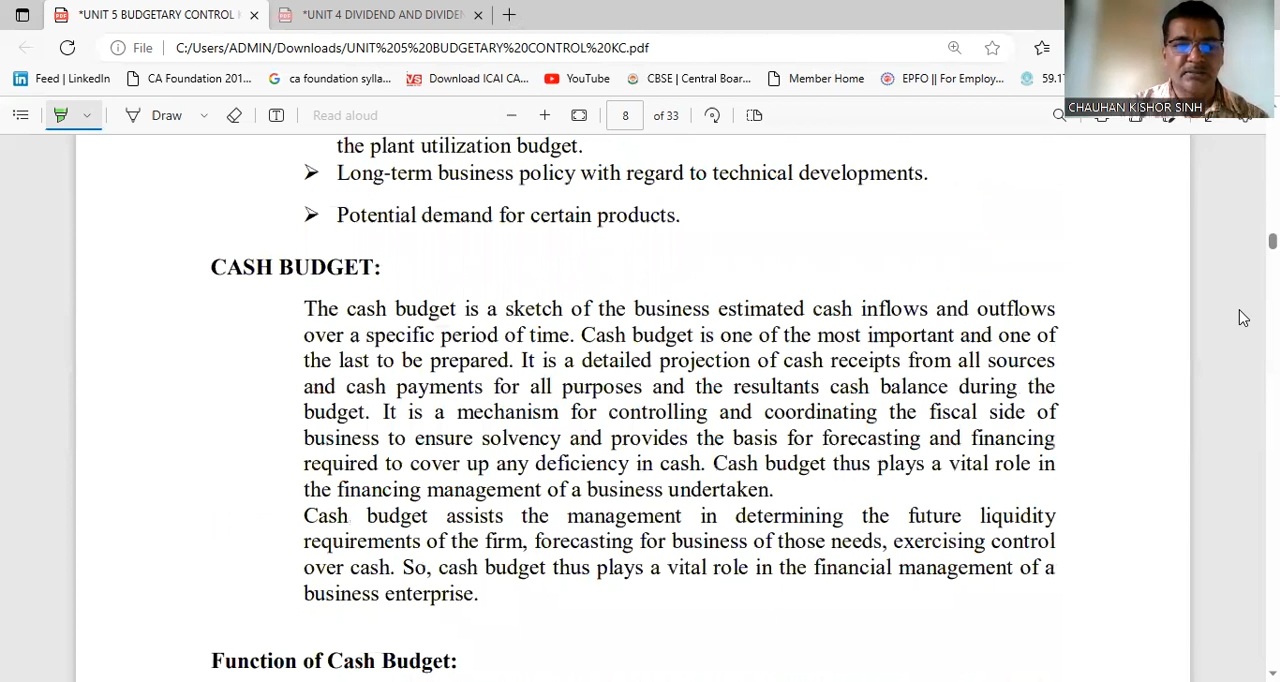 *UNIT 5 BUDGETARY CONTROL
*UNIT 4 DIVIDEND AND DIVIDEN
File C:/Users/ADMIN/Downloads/UNIT%205%20BUDGETARY%20CONTROL%20KC.pdf
Feed | LinkedIn CA Foundation 201... ca foundation sylla... Download ICAI CA... YouTube CBSE | Central Boar... Member Home EPFO || For Employ... 59.1
CHAUHAN KISHOR SINH
Draw Read aloud 8 of 33
the plant utilization budget.
➢ Long-term business policy with regard to technical developments.
➢ Potential demand for certain products.
CASH BUDGET:
The cash budget is a sketch of the business estimated cash inflows and outflows
over a specific period of time. Cash budget is one of the most important and one of
the last to be prepared. It is a detailed projection of cash receipts from all sources
and cash payments for all purposes and the resultants cash balance during the
budget. It is a mechanism for controlling and coordinating the fiscal side of
business to ensure solvency and provides the basis for forecasting and financing
required to cover up any deficiency in cash. Cash budget thus plays a vital role in
the financing management of a business undertaken.
Cash budget assists the management in determining the future liquidity
requirements of the firm, forecasting for business of those needs, exercising control
over cash. So, cash budget thus plays a vital role in the financial management of a
business enterprise.
Function of Cash Budget: